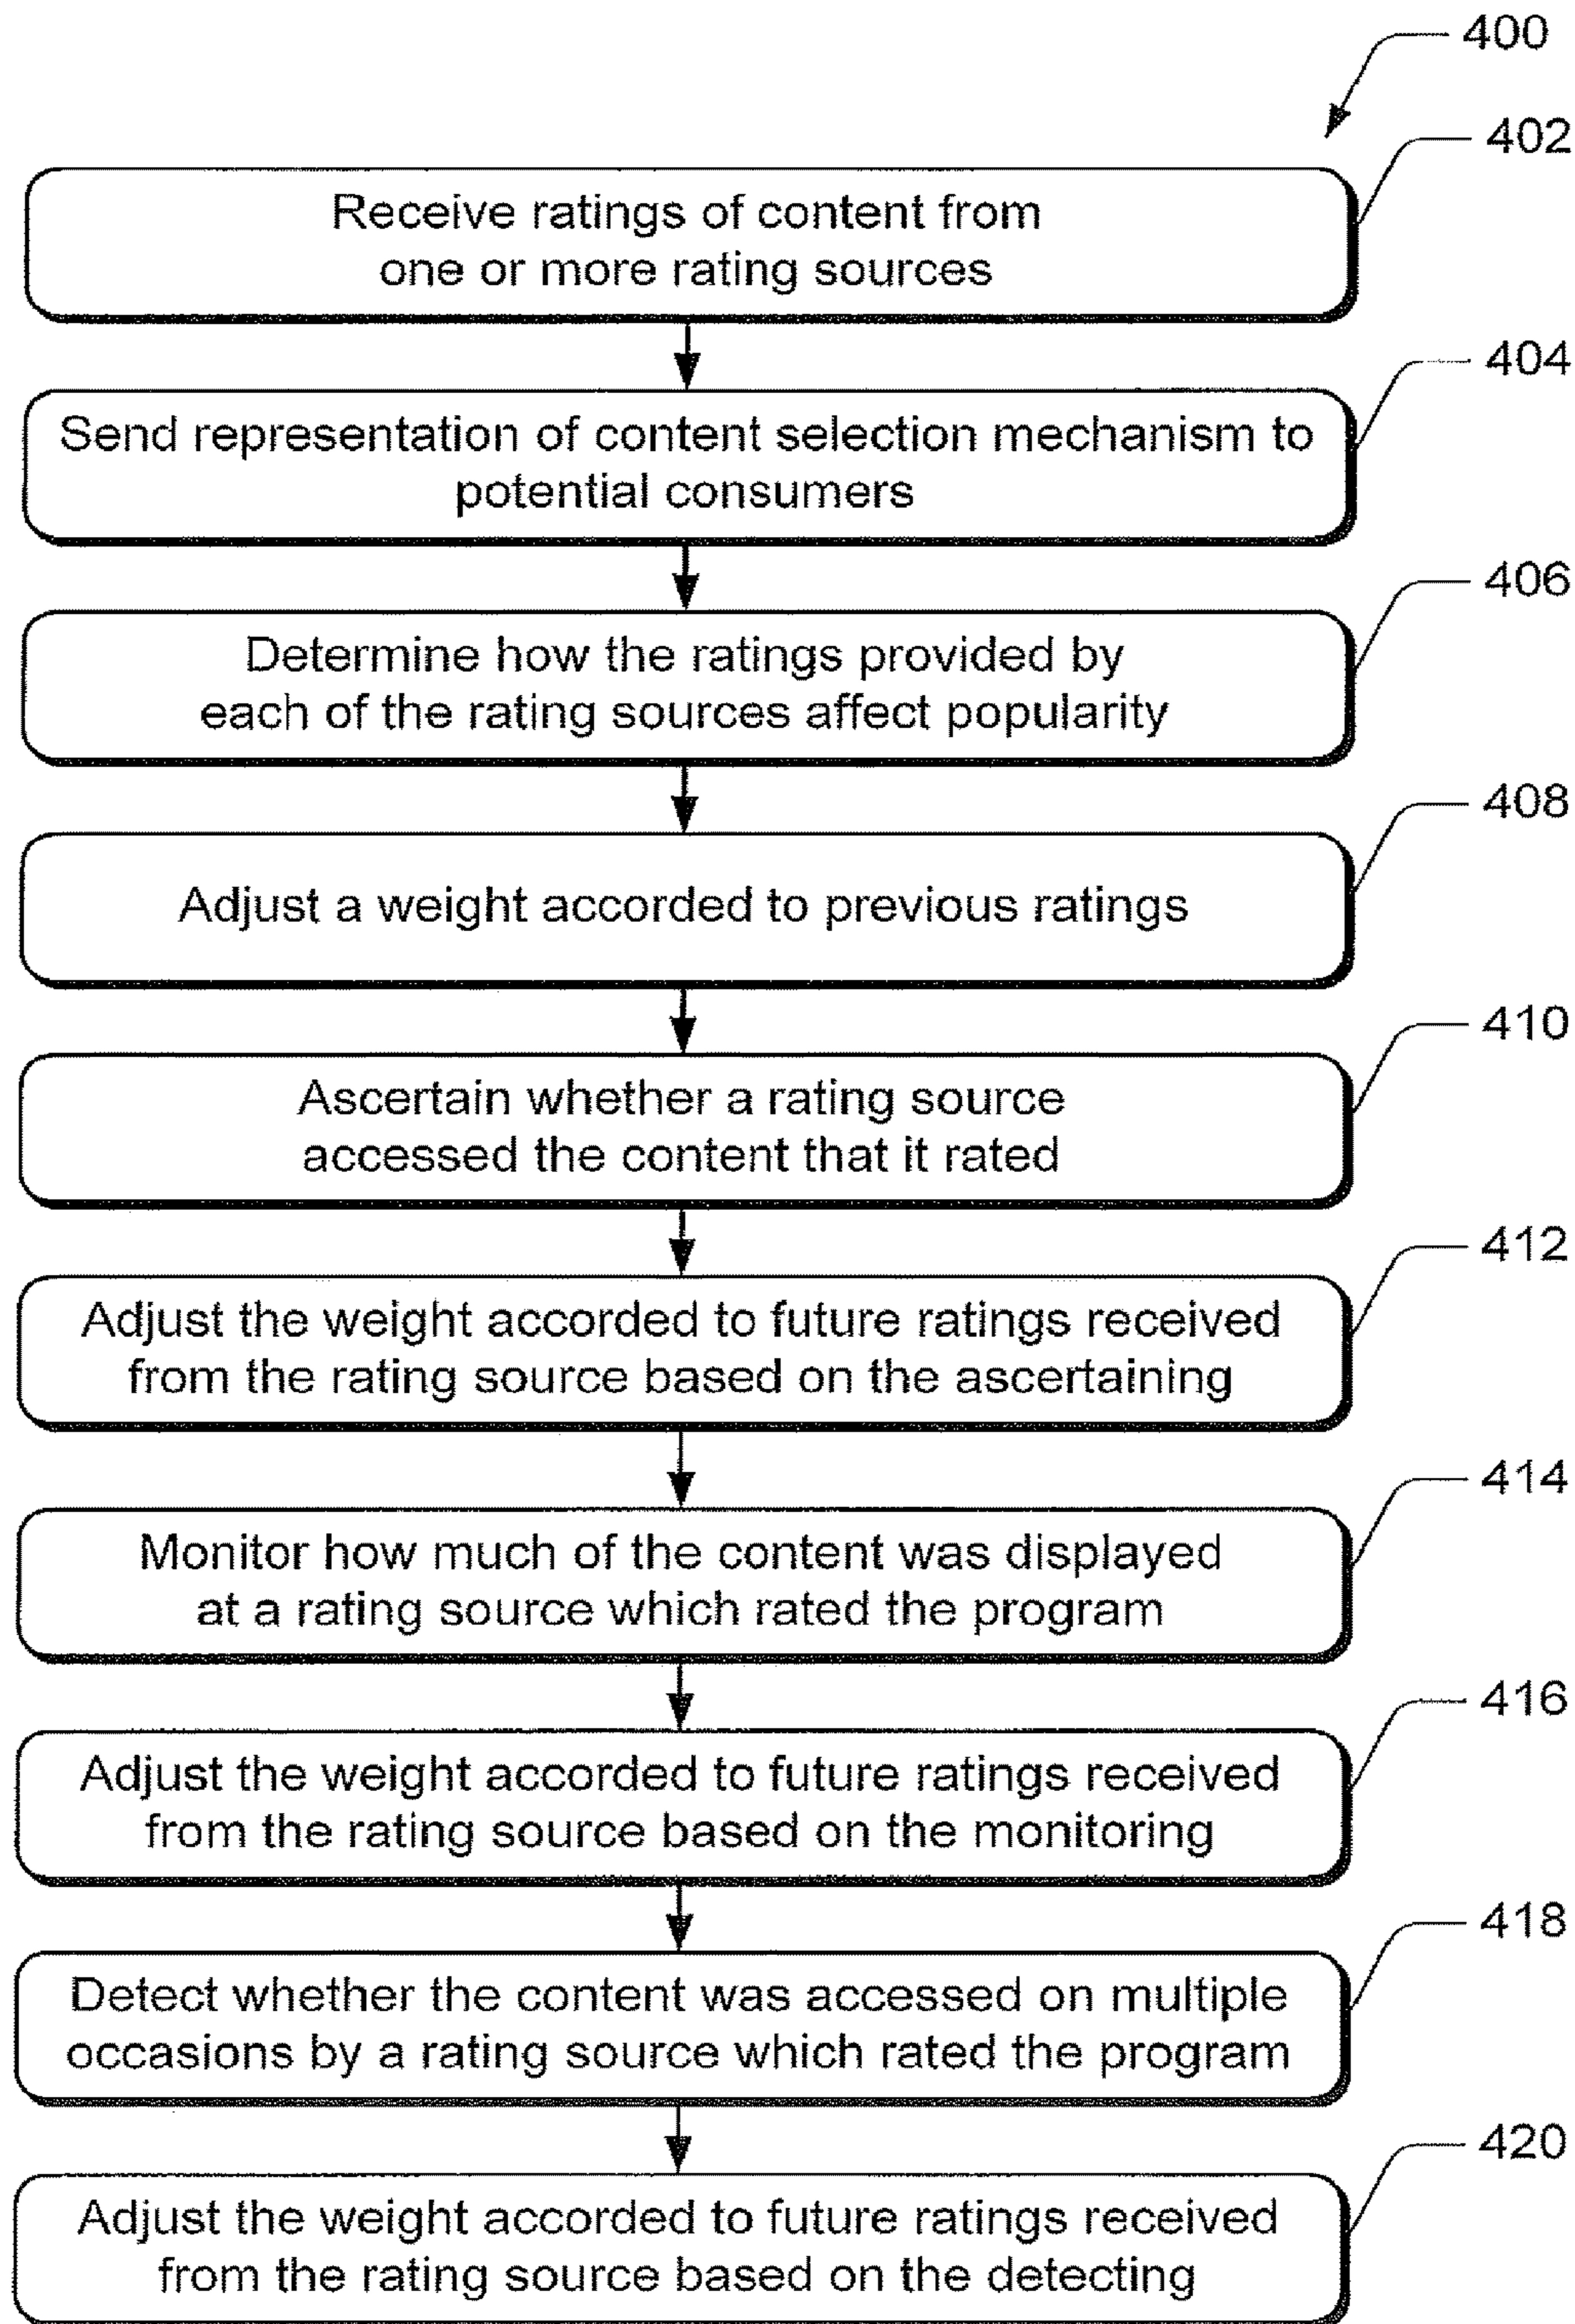 400
402
Receive ratings of content from
one or more rating sources
404
Send representation of content selection mechanism to
potential consumers
406
Determine how the ratings provided by
each of the rating sources affect popularity
408
Adjust a weight accorded to previous ratings
410
Ascertain whether a rating source
accessed the content that it rated
412
Adjust the weight accorded to future ratings received
from the rating source based on the ascertaining
414
Monitor how much of the content was displayed
at a rating source which rated the program
416
Adjust the weight accorded to future ratings received
from the rating source based on the monitoring
418
Detect whether the content was accessed on multiple
occasions by a rating source which rated the program
420
Adjust the weight accorded to future ratings received
from the rating source based on the detecting